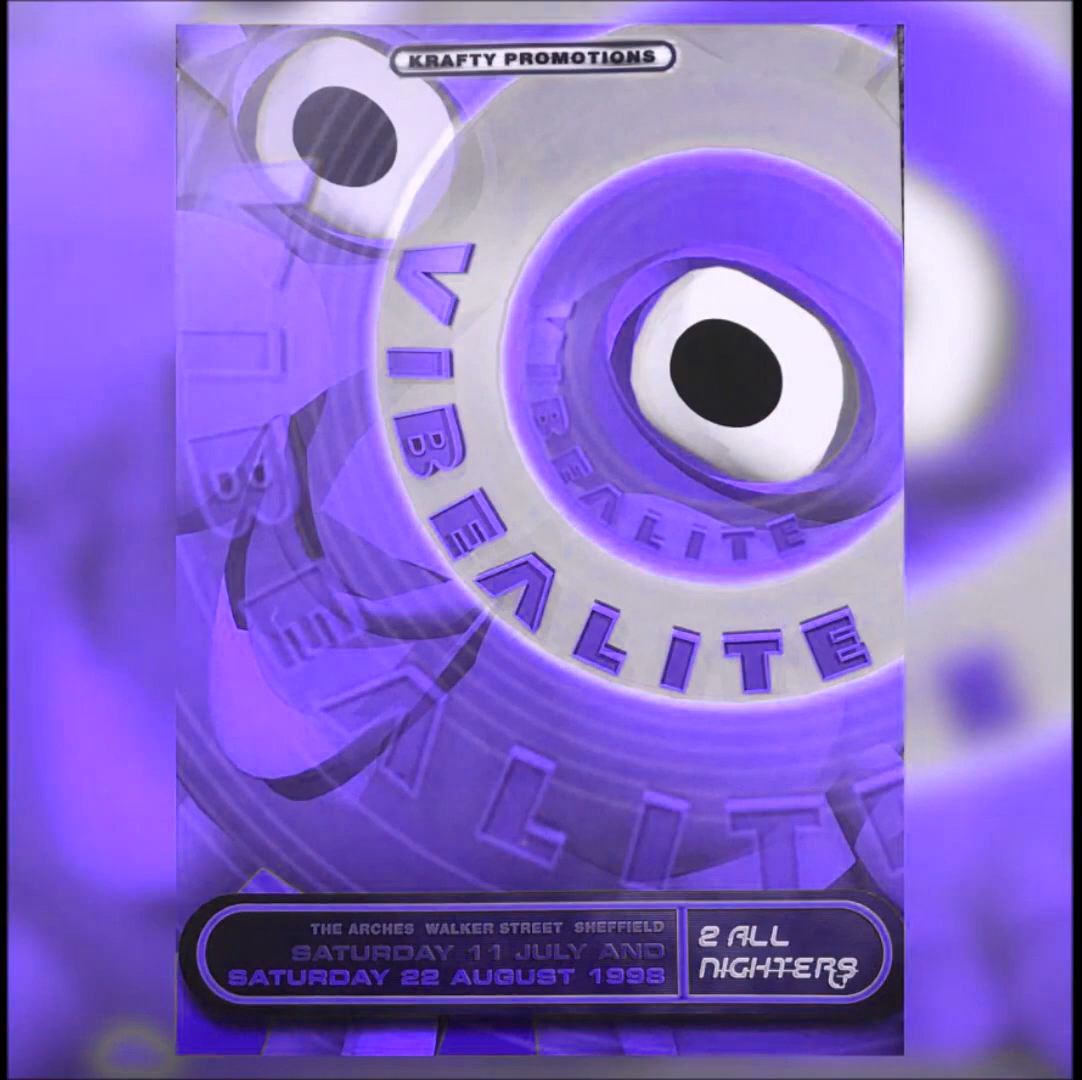 KRAFTY PROMOTIONS
VIBEALITE
VIBEALITE
VIBEALITE
THE ARCHES WALKER STREET SHEFFIELD
SATURDAY 11 JULY AND
SATURDAY 22 AUGUST 1998
2 ALL
NIGHTERS